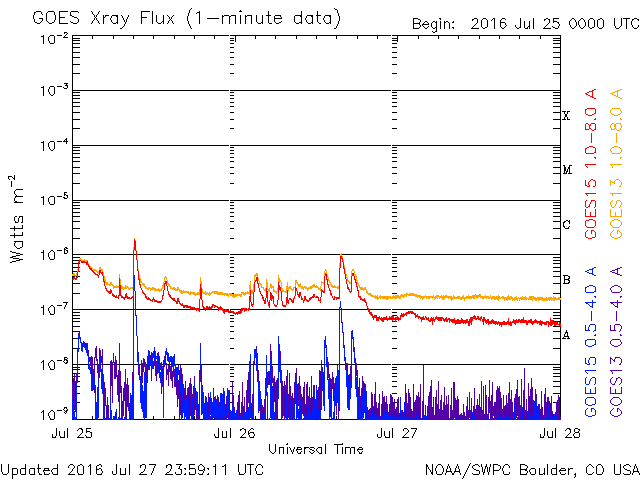 GOES Xray Flux (1-minute data)
Begin: 2016 Jul 25 0000 UTC
10⁻²
10⁻³
10⁻⁴
10⁻⁵
10⁻⁶
10⁻⁷
10⁻⁸
10⁻⁹
Watts m⁻²
X
M
C
B
A
GOES15 1.0-8.0 A
GOES13 1.0-8.0 A
GOES15 0.5-4.0 A
GOES13 0.5-4.0 A
Jul 25
Jul 26
Jul 27
Jul 28
Universal Time
Updated 2016 Jul 27 23:59:11 UTC
NOAA/SWPC Boulder, CO USA